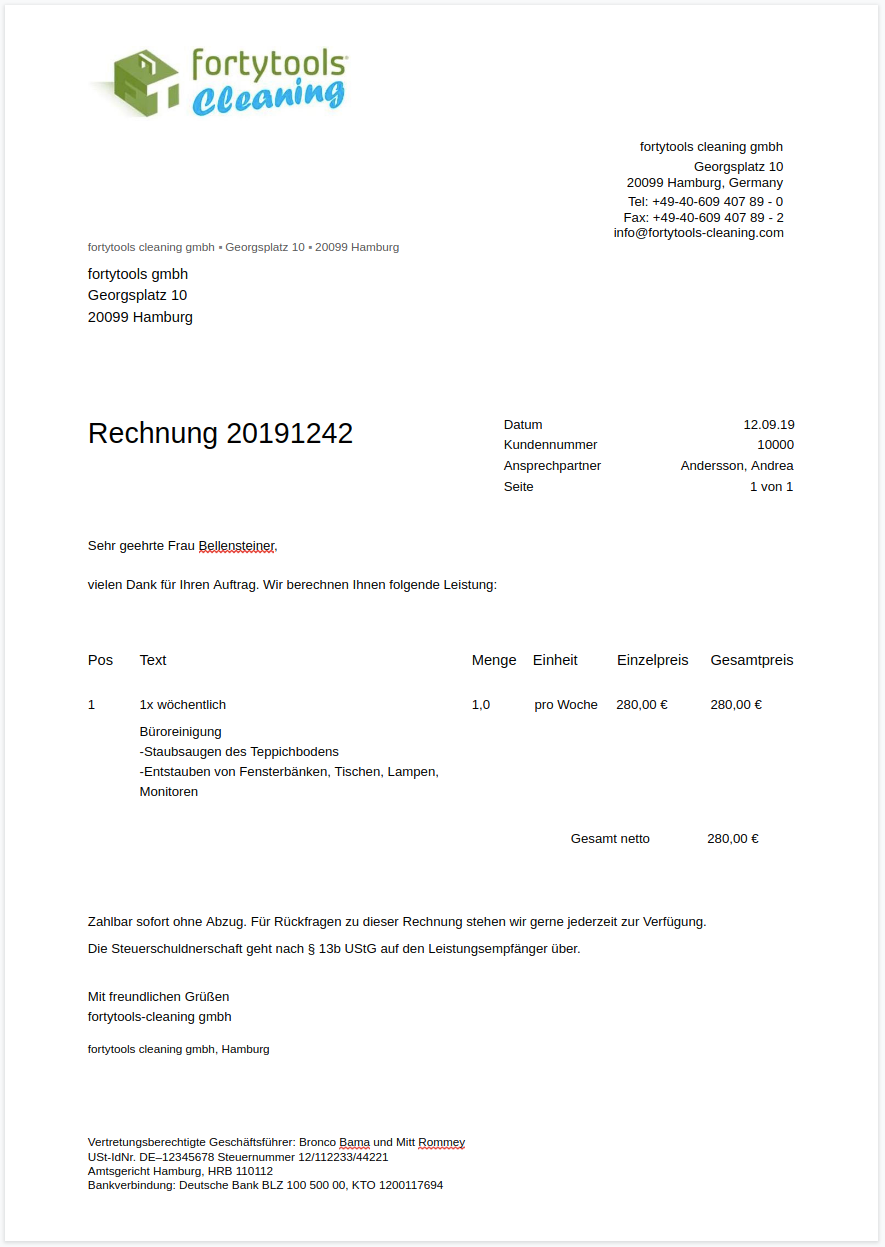 fortytools
Cleaning
fortytools cleaning gmbh
Georgsplatz 10
20099 Hamburg, Germany
Tel: +49-40-609 407 89 - 0
Fax: +49-40-609 407 89 - 2
info@fortytools-cleaning.com
fortytools cleaning gmbh ▪ Georgsplatz 10 ▪ 20099 Hamburg
fortytools gmbh
Georgsplatz 10
20099 Hamburg
Rechnung 20191242
Datum 12.09.19
Kundennummer 10000
Ansprechpartner Andersson, Andrea
Seite 1 von 1
Sehr geehrte Frau Bellensteiner,
vielen Dank für Ihren Auftrag. Wir berechnen Ihnen folgende Leistung:
Pos Text Menge Einheit Einzelpreis Gesamtpreis
1 1x wöchentlich 1,0 pro Woche 280,00 € 280,00 €
Büroreinigung
-Staubsaugen des Teppichbodens
-Entstauben von Fensterbänken, Tischen, Lampen,
Monitoren
Gesamt netto 280,00 €
Zahlbar sofort ohne Abzug. Für Rückfragen zu dieser Rechnung stehen wir gerne jederzeit zur Verfügung.
Die Steuerschuldnerschaft geht nach § 13b UStG auf den Leistungsempfänger über.
Mit freundlichen Grüßen
fortytools-cleaning gmbh
fortytools cleaning gmbh, Hamburg
Vertretungsberechtigte Geschäftsführer: Bronco Bama und Mitt Rommey
USt-IdNr. DE–12345678 Steuernummer 12/112233/44221
Amtsgericht Hamburg, HRB 110112
Bankverbindung: Deutsche Bank BLZ 100 500 00, KTO 1200117694